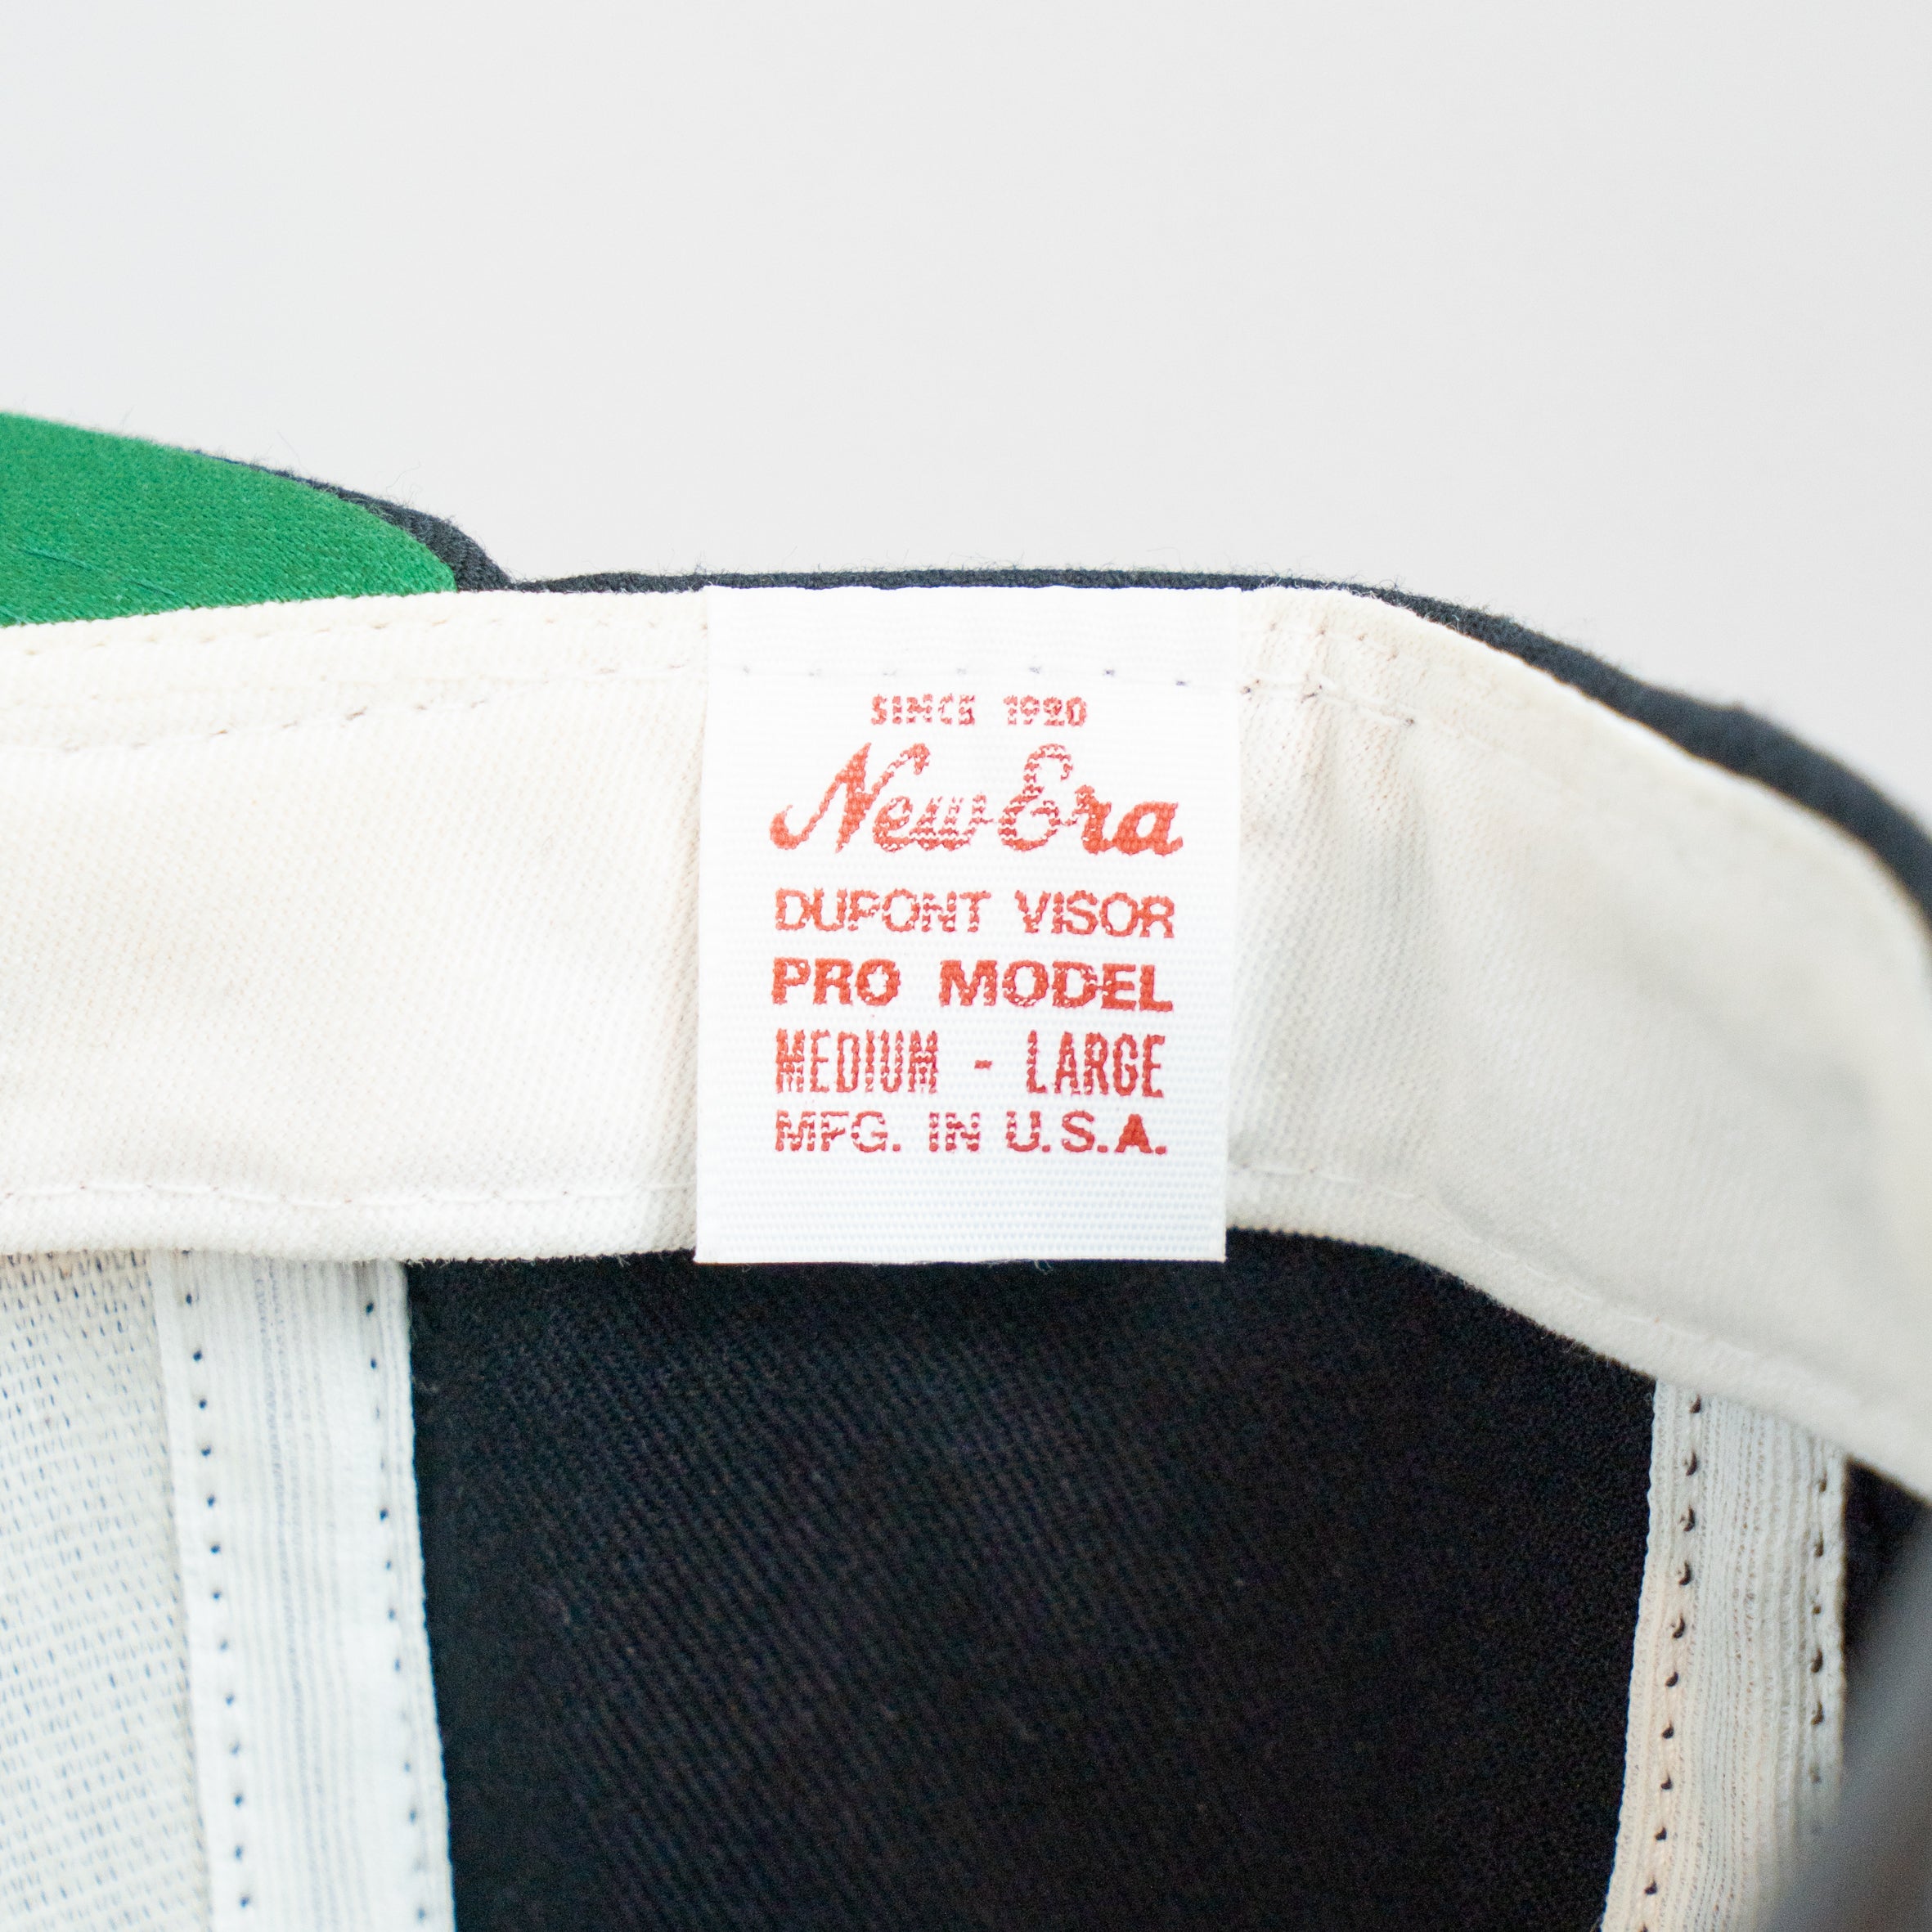 SINCE 1920
New Era
DUPONT VISOR
PRO MODEL
MEDIUM - LARGE
MFG. IN U.S.A.